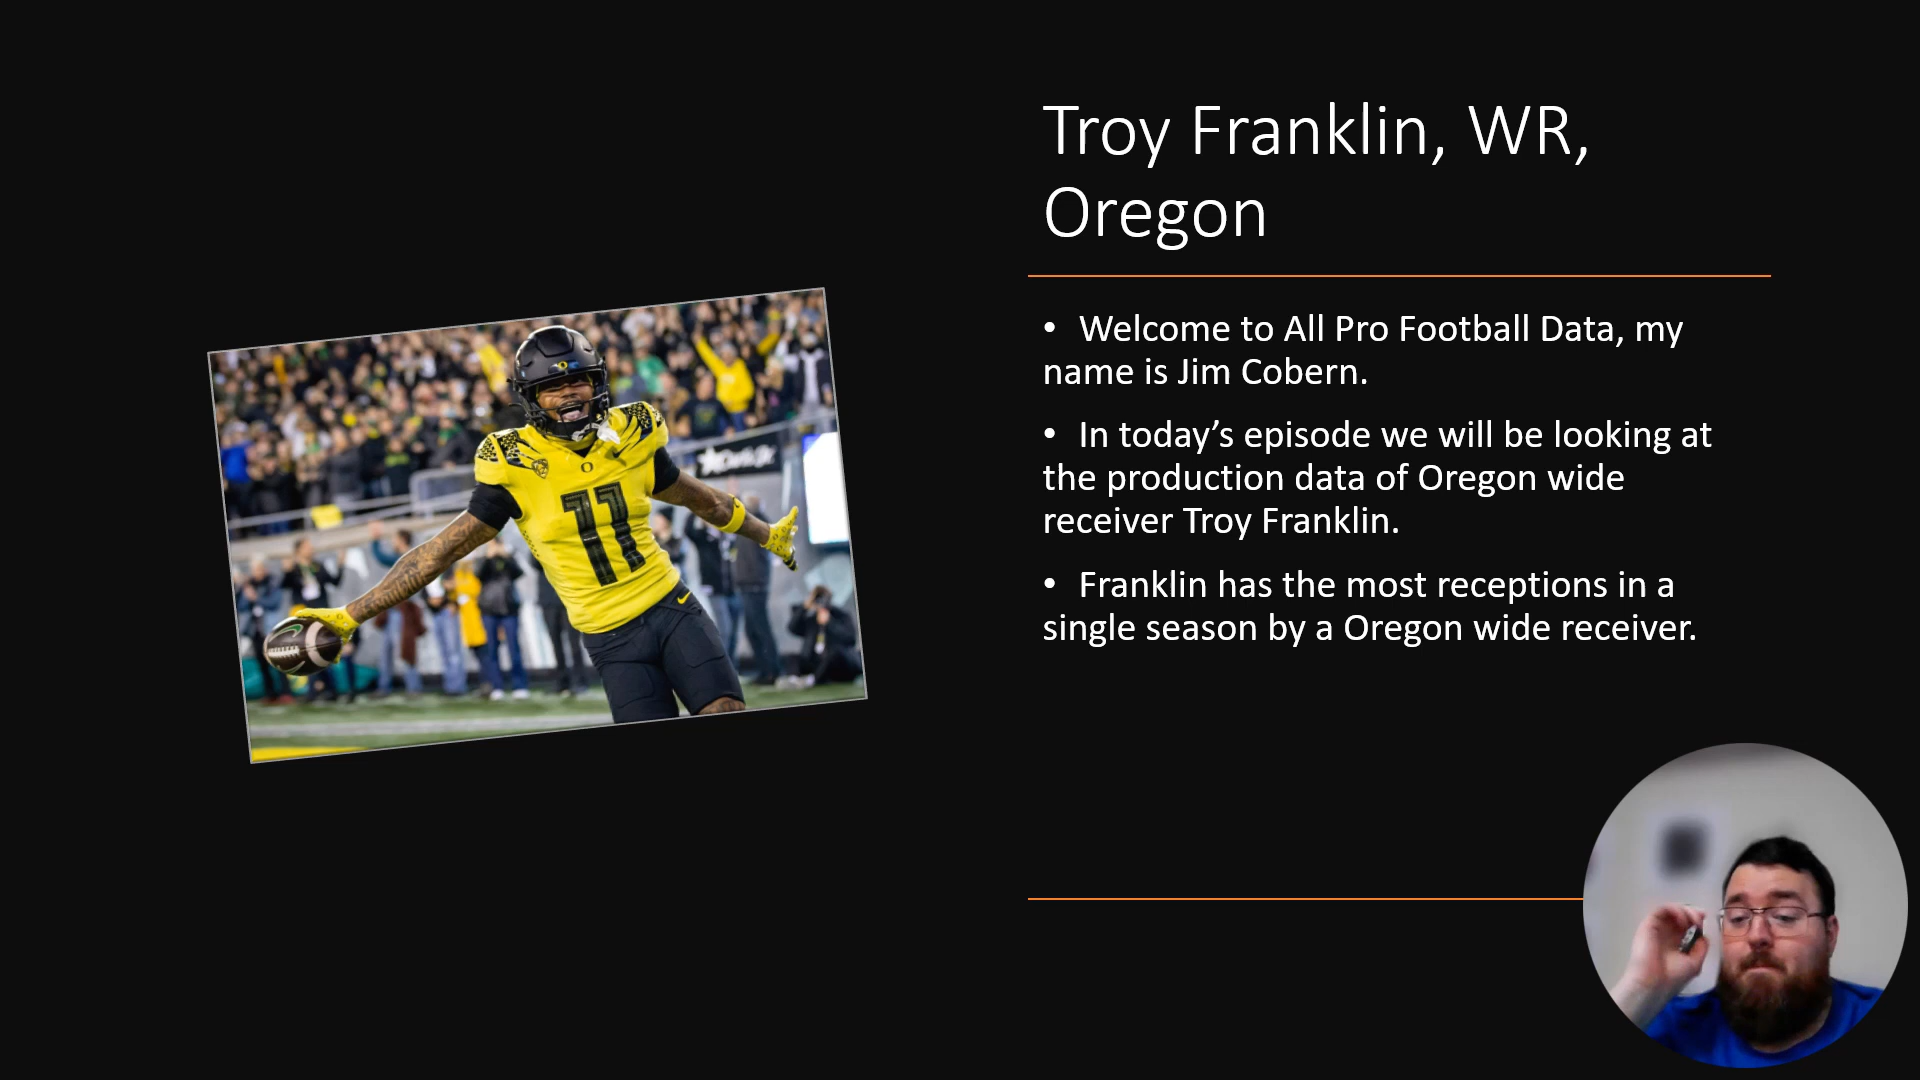 Troy Franklin, WR,
Oregon
• Welcome to All Pro Football Data, my
name is Jim Cobern.
• In today’s episode we will be looking at
the production data of Oregon wide
receiver Troy Franklin.
• Franklin has the most receptions in a
single season by a Oregon wide receiver.
O
11